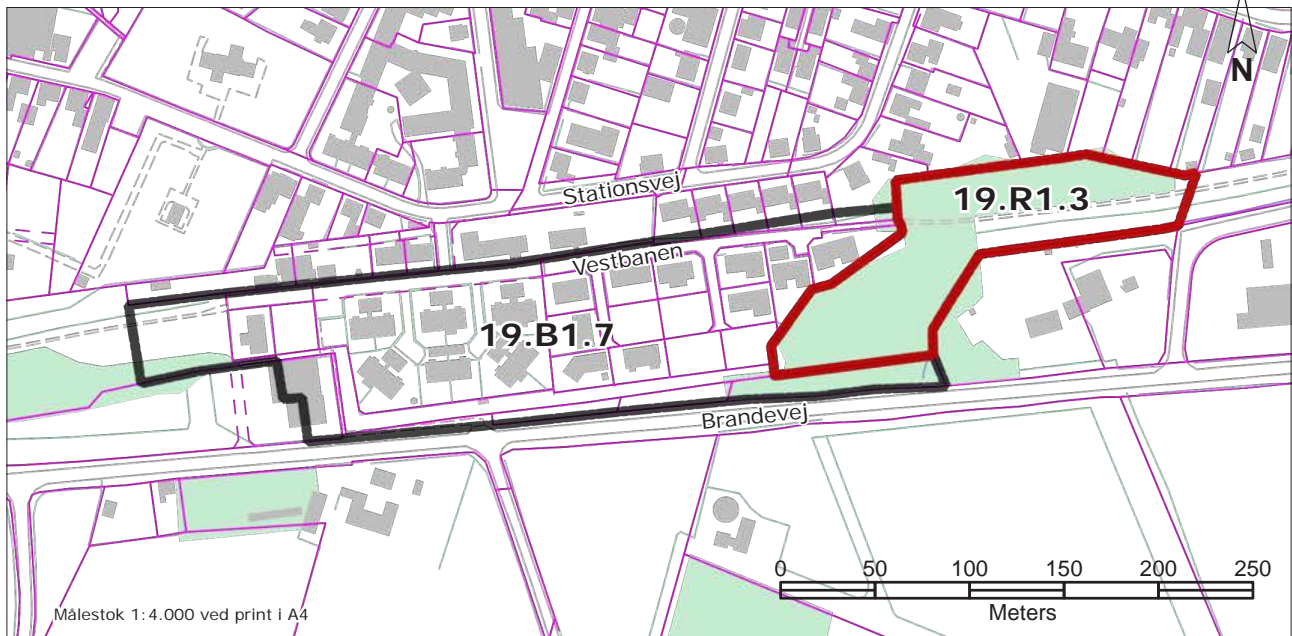 N
Stationsvej
19.R1.3
Vestbanen
19.B1.7
Brandevej
0 50 100 150 200 250
Meters
Målestok 1:4.000 ved print i A4